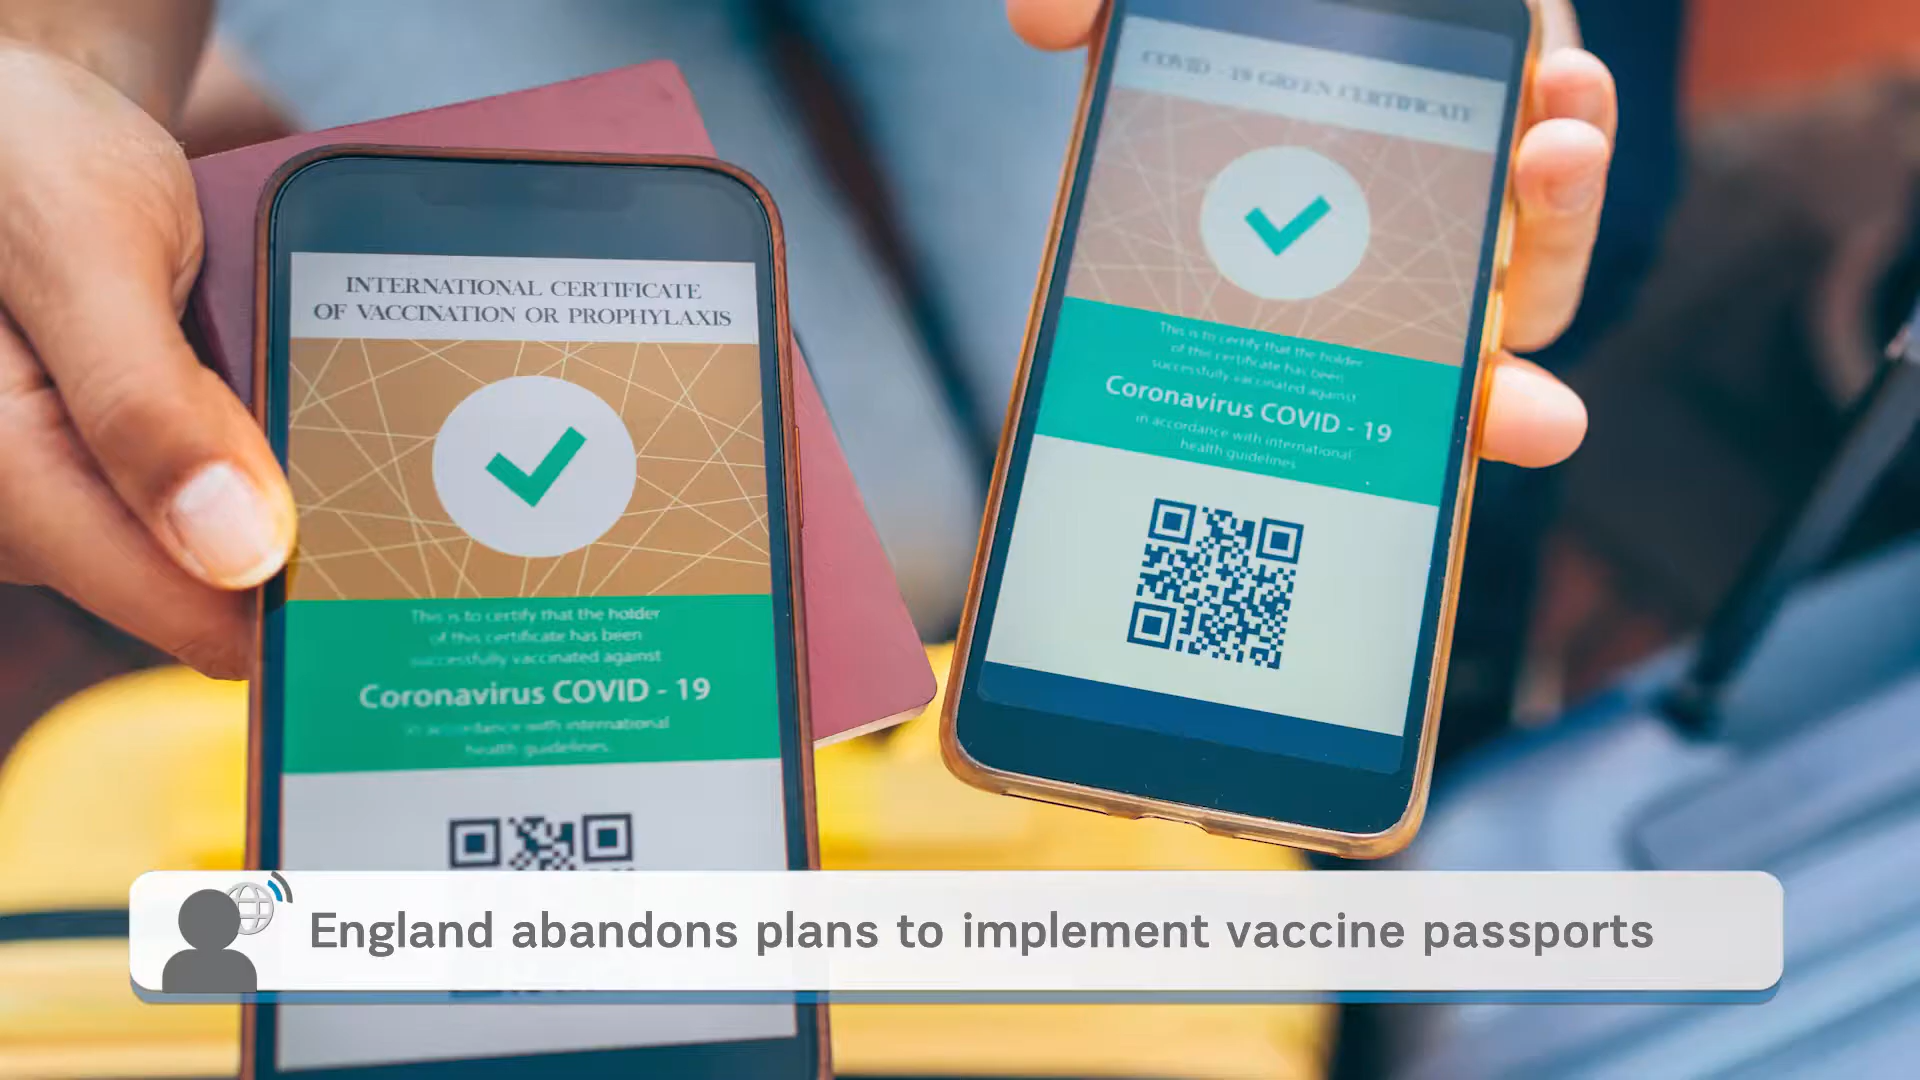 INTERNATIONAL CERTIFICATE
OF VACCINATION OR PROPHYLAXIS
This is to certify that the holder
of this certificate has been
successfully vaccinated against
Coronavirus COVID - 19
in accordance with international
health guidelines.
COVID - 19 GREEN CERTIFICATE
This is to certify that the holder
of this certificate has been
successfully vaccinated against
Coronavirus COVID - 19
in accordance with international
health guidelines
England abandons plans to implement vaccine passports